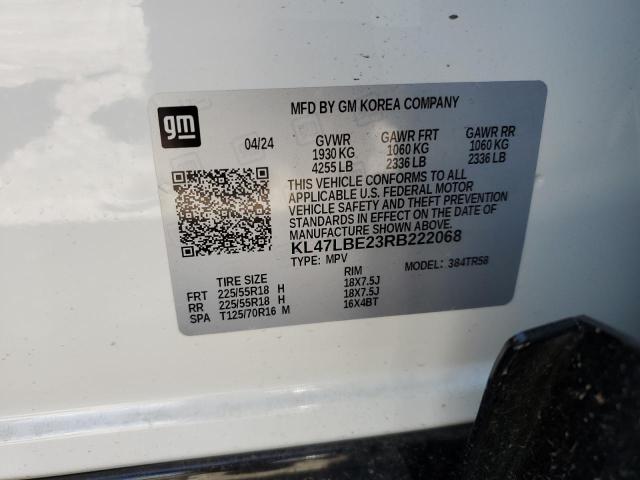 gm
MFD BY GM KOREA COMPANY
04/24 GVWR GAWR FRT GAWR RR
1930 KG 1060 KG 1060 KG
4255 LB 2336 LB 2336 LB
THIS VEHICLE CONFORMS TO ALL
APPLICABLE U.S. FEDERAL MOTOR
VEHICLE SAFETY AND THEFT PREVENTION
STANDARDS IN EFFECT ON THE DATE OF
MANUFACTURE SHOWN ABOVE.
KL47LBE23RB222068
TYPE: MPV MODEL: 384TR58
TIRE SIZE RIM
FRT 225/55R18 H 18X7.5J
RR 225/55R18 H 18X7.5J
SPA T125/70R16 M 16X4BT